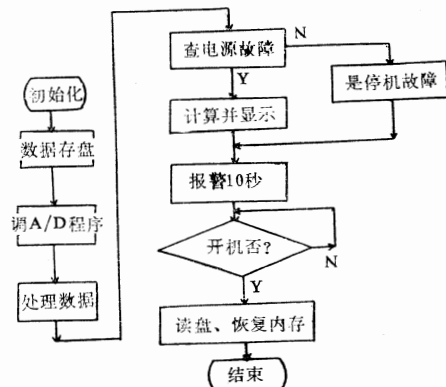 初始化
数据存盘
调A/D程序
处理数据
查电源故障
N
Y
是停机故障
计算并显示
报警10秒
开机否?
N
Y
读盘、恢复内存
结束